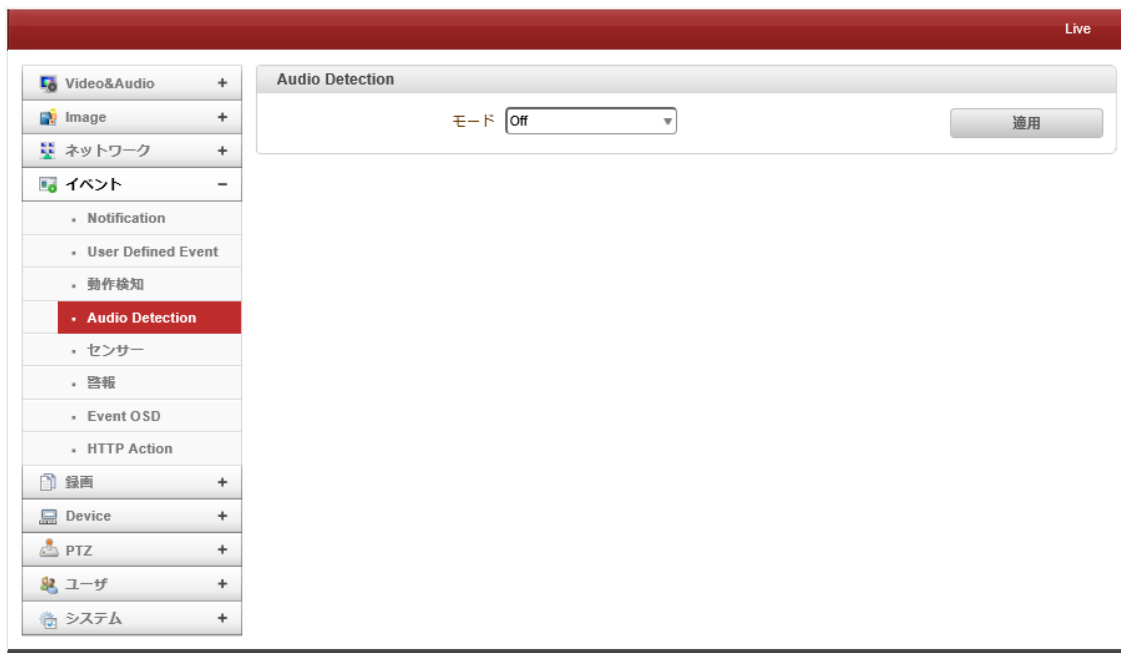 Live
Video&Audio +
Image +
ネットワーク +
イベント −
Notification
User Defined Event
動作検知
Audio Detection
センサー
警報
Event OSD
HTTP Action
録画 +
Device +
PTZ +
ユーザ +
システム +
Audio Detection
モード Off
適用